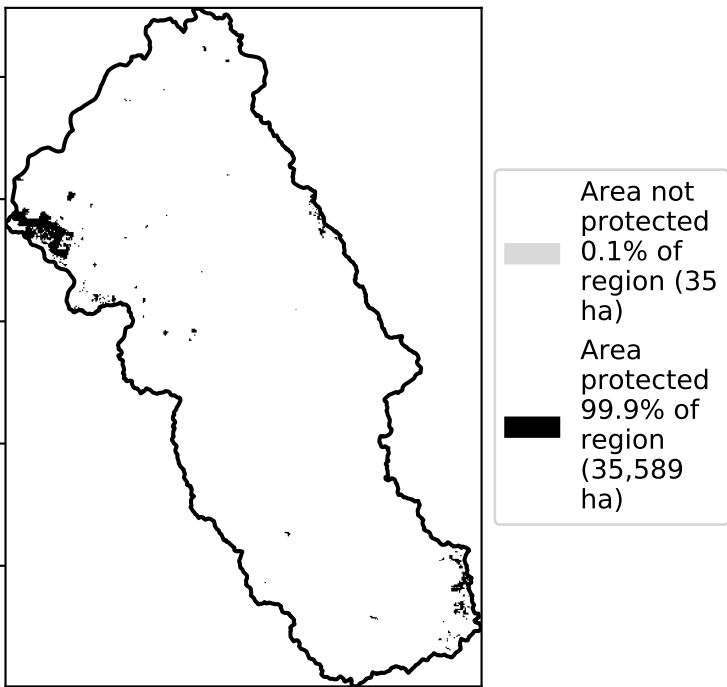 Area not
protected
0.1% of
region (35
ha)
Area
protected
99.9% of
region
(35,589
ha)